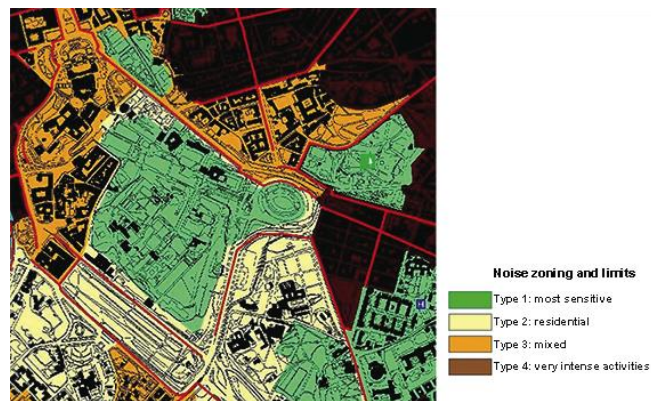 Noise zoning and limits
Type 1: most sensitive
Type 2: residential
Type 3: mixed
Type 4: very intense activities